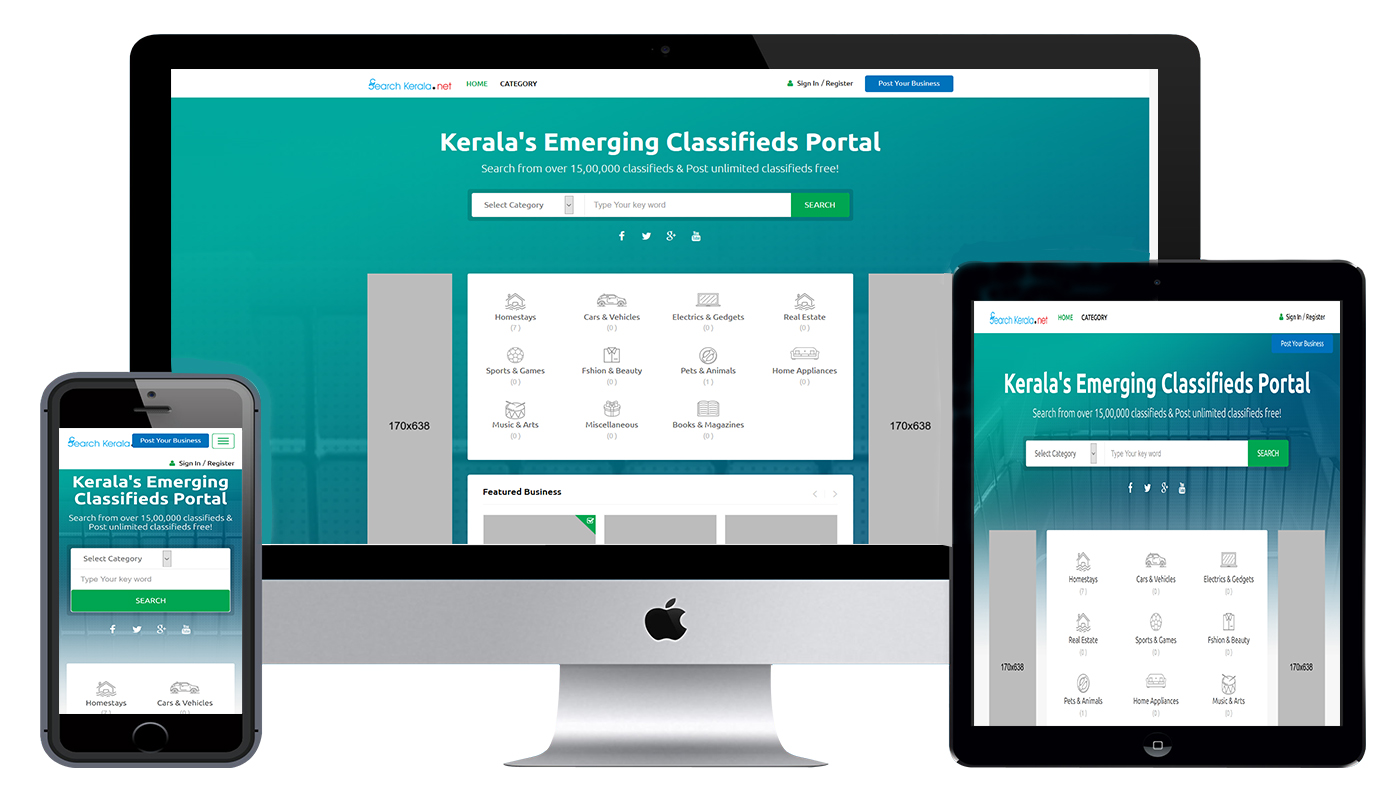 Search Kerala.net HOME CATEGORY Sign In / Register Post Your Business
Kerala's Emerging Classifieds Portal
Search from over 15,00,000 classifieds & Post unlimited classifieds free!
Select Category Type Your key word SEARCH
Homestays Cars & Vehicles Electrics & Gedgets Real Estate
(7) (0) (0) (0)
Sports & Games Fshion & Beauty Pets & Animals Home Appliances
(0) (0) (1) (0)
170x638 170x638
Music & Arts Miscellaneous Books & Magazines
(0) (0) (0)
Featured Business
Search Kerala. Post Your Business
Sign In / Register
Kerala's Emerging
Classifieds Portal
Search from over 15,00,000 classifieds &
Post unlimited classifieds free!
Select Category
Type Your key word
SEARCH
Homestays Cars & Vehicles
(7) (0)
Search Kerala.net HOME CATEGORY Sign In / Register
Post Your Business
Kerala's Emerging Classifieds Portal
Search from over 15,00,000 classifieds & Post unlimited classifieds free!
Select Category Type Your key word SEARCH
Homestays Cars & Vehicles Electrics & Gedgets
(7) (0) (0)
Real Estate Sports & Games Fshion & Beauty
(0) (0) (0)
170x638 170x638
Pets & Animals Home Appliances Music & Arts
(1) (0) (0)